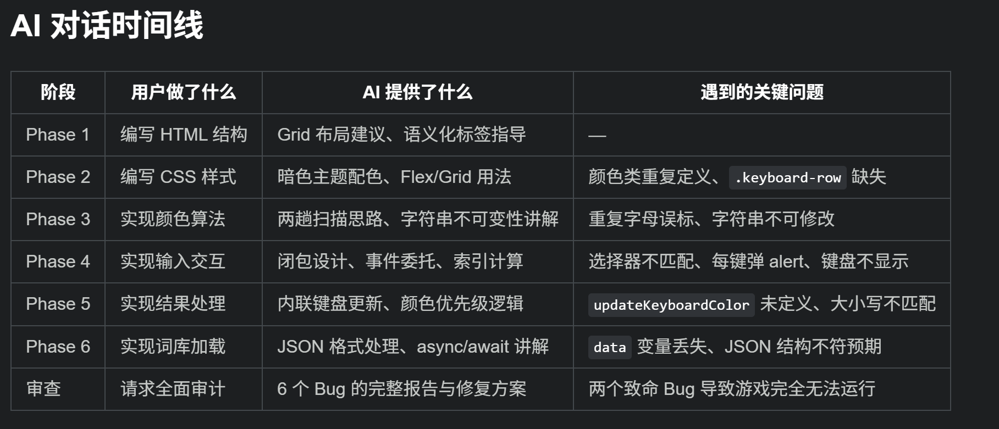 AI 对话时间线
阶段 用户做了什么 AI 提供了什么 遇到的关键问题
Phase 1 编写 HTML 结构 Grid 布局建议、语义化标签指导 —
Phase 2 编写 CSS 样式 暗色主题配色、Flex/Grid 用法 颜色类重复定义、.keyboard-row 缺失
Phase 3 实现颜色算法 两趟扫描思路、字符串不可变性讲解 重复字母误标、字符串不可修改
Phase 4 实现输入交互 闭包设计、事件委托、索引计算 选择器不匹配、每键弹 alert、键盘不显示
Phase 5 实现结果处理 内联键盘更新、颜色优先级逻辑 updateKeyboardColor 未定义、大小写不匹配
Phase 6 实现词库加载 JSON 格式处理、async/await 讲解 data 变量丢失、JSON 结构不符预期
审查 请求全面审计 6 个 Bug 的完整报告与修复方案 两个致命 Bug 导致游戏完全无法运行